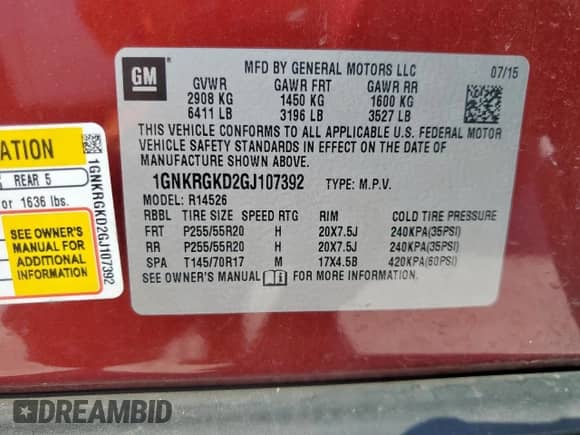 GM
MFD BY GENERAL MOTORS LLC 07/15
GVWR GAWR FRT GAWR RR
2908 KG 1450 KG 1600 KG
6411 LB 3196 LB 3527 LB
THIS VEHICLE CONFORMS TO ALL APPLICABLE U.S. FEDERAL MOTOR
VEHICLE SAFETY STANDARDS IN EFFECT ON THE DATE OF
MANUFACTURE SHOWN ABOVE.
1GNKRGKD2GJ107392 TYPE: M.P.V.
MODEL: R14526
RBBL TIRE SIZE SPEED RTG RIM COLD TIRE PRESSURE
FRT P255/55R20 H 20X7.5J 240KPA(35PSI)
RR P255/55R20 H 20X7.5J 240KPA(35PSI)
SPA T145/70R17 M 17X4.5B 420KPA(60PSI)
SEE OWNER'S MANUAL FOR MORE INFORMATION.
ATION
REAR 5
or 1636 lbs.
SEE OWNER'S
MANUAL FOR
ADDITIONAL
INFORMATION
1GNKRGKD2GJ107392
DREAMBID